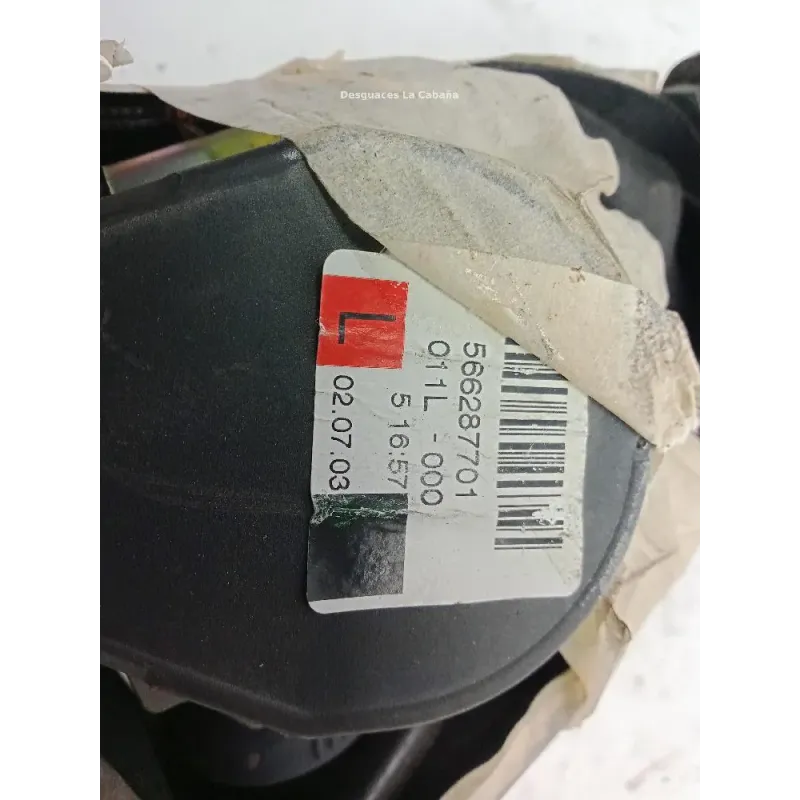 Desguaces La Cabaña
566287701
011L -000
5 16:57
L 02.07.03